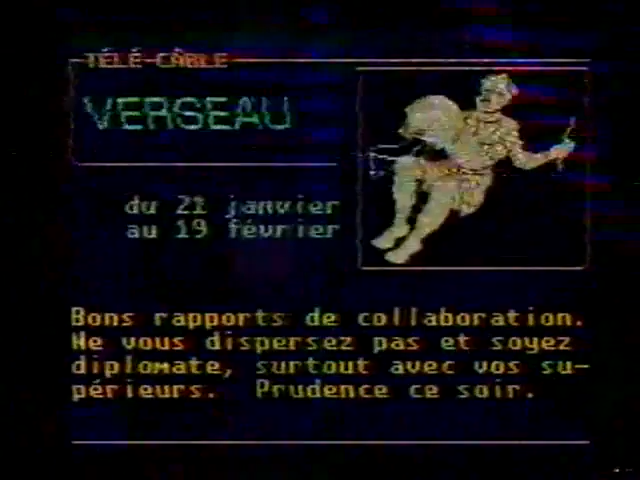 TÉLÉ-CÂBLE
VERSEAU
du 21 janvier
au 19 février
Bons rapports de collaboration.
Ne vous dispersez pas et soyez
diplomate, surtout avec vos su-
périeurs. Prudence ce soir.